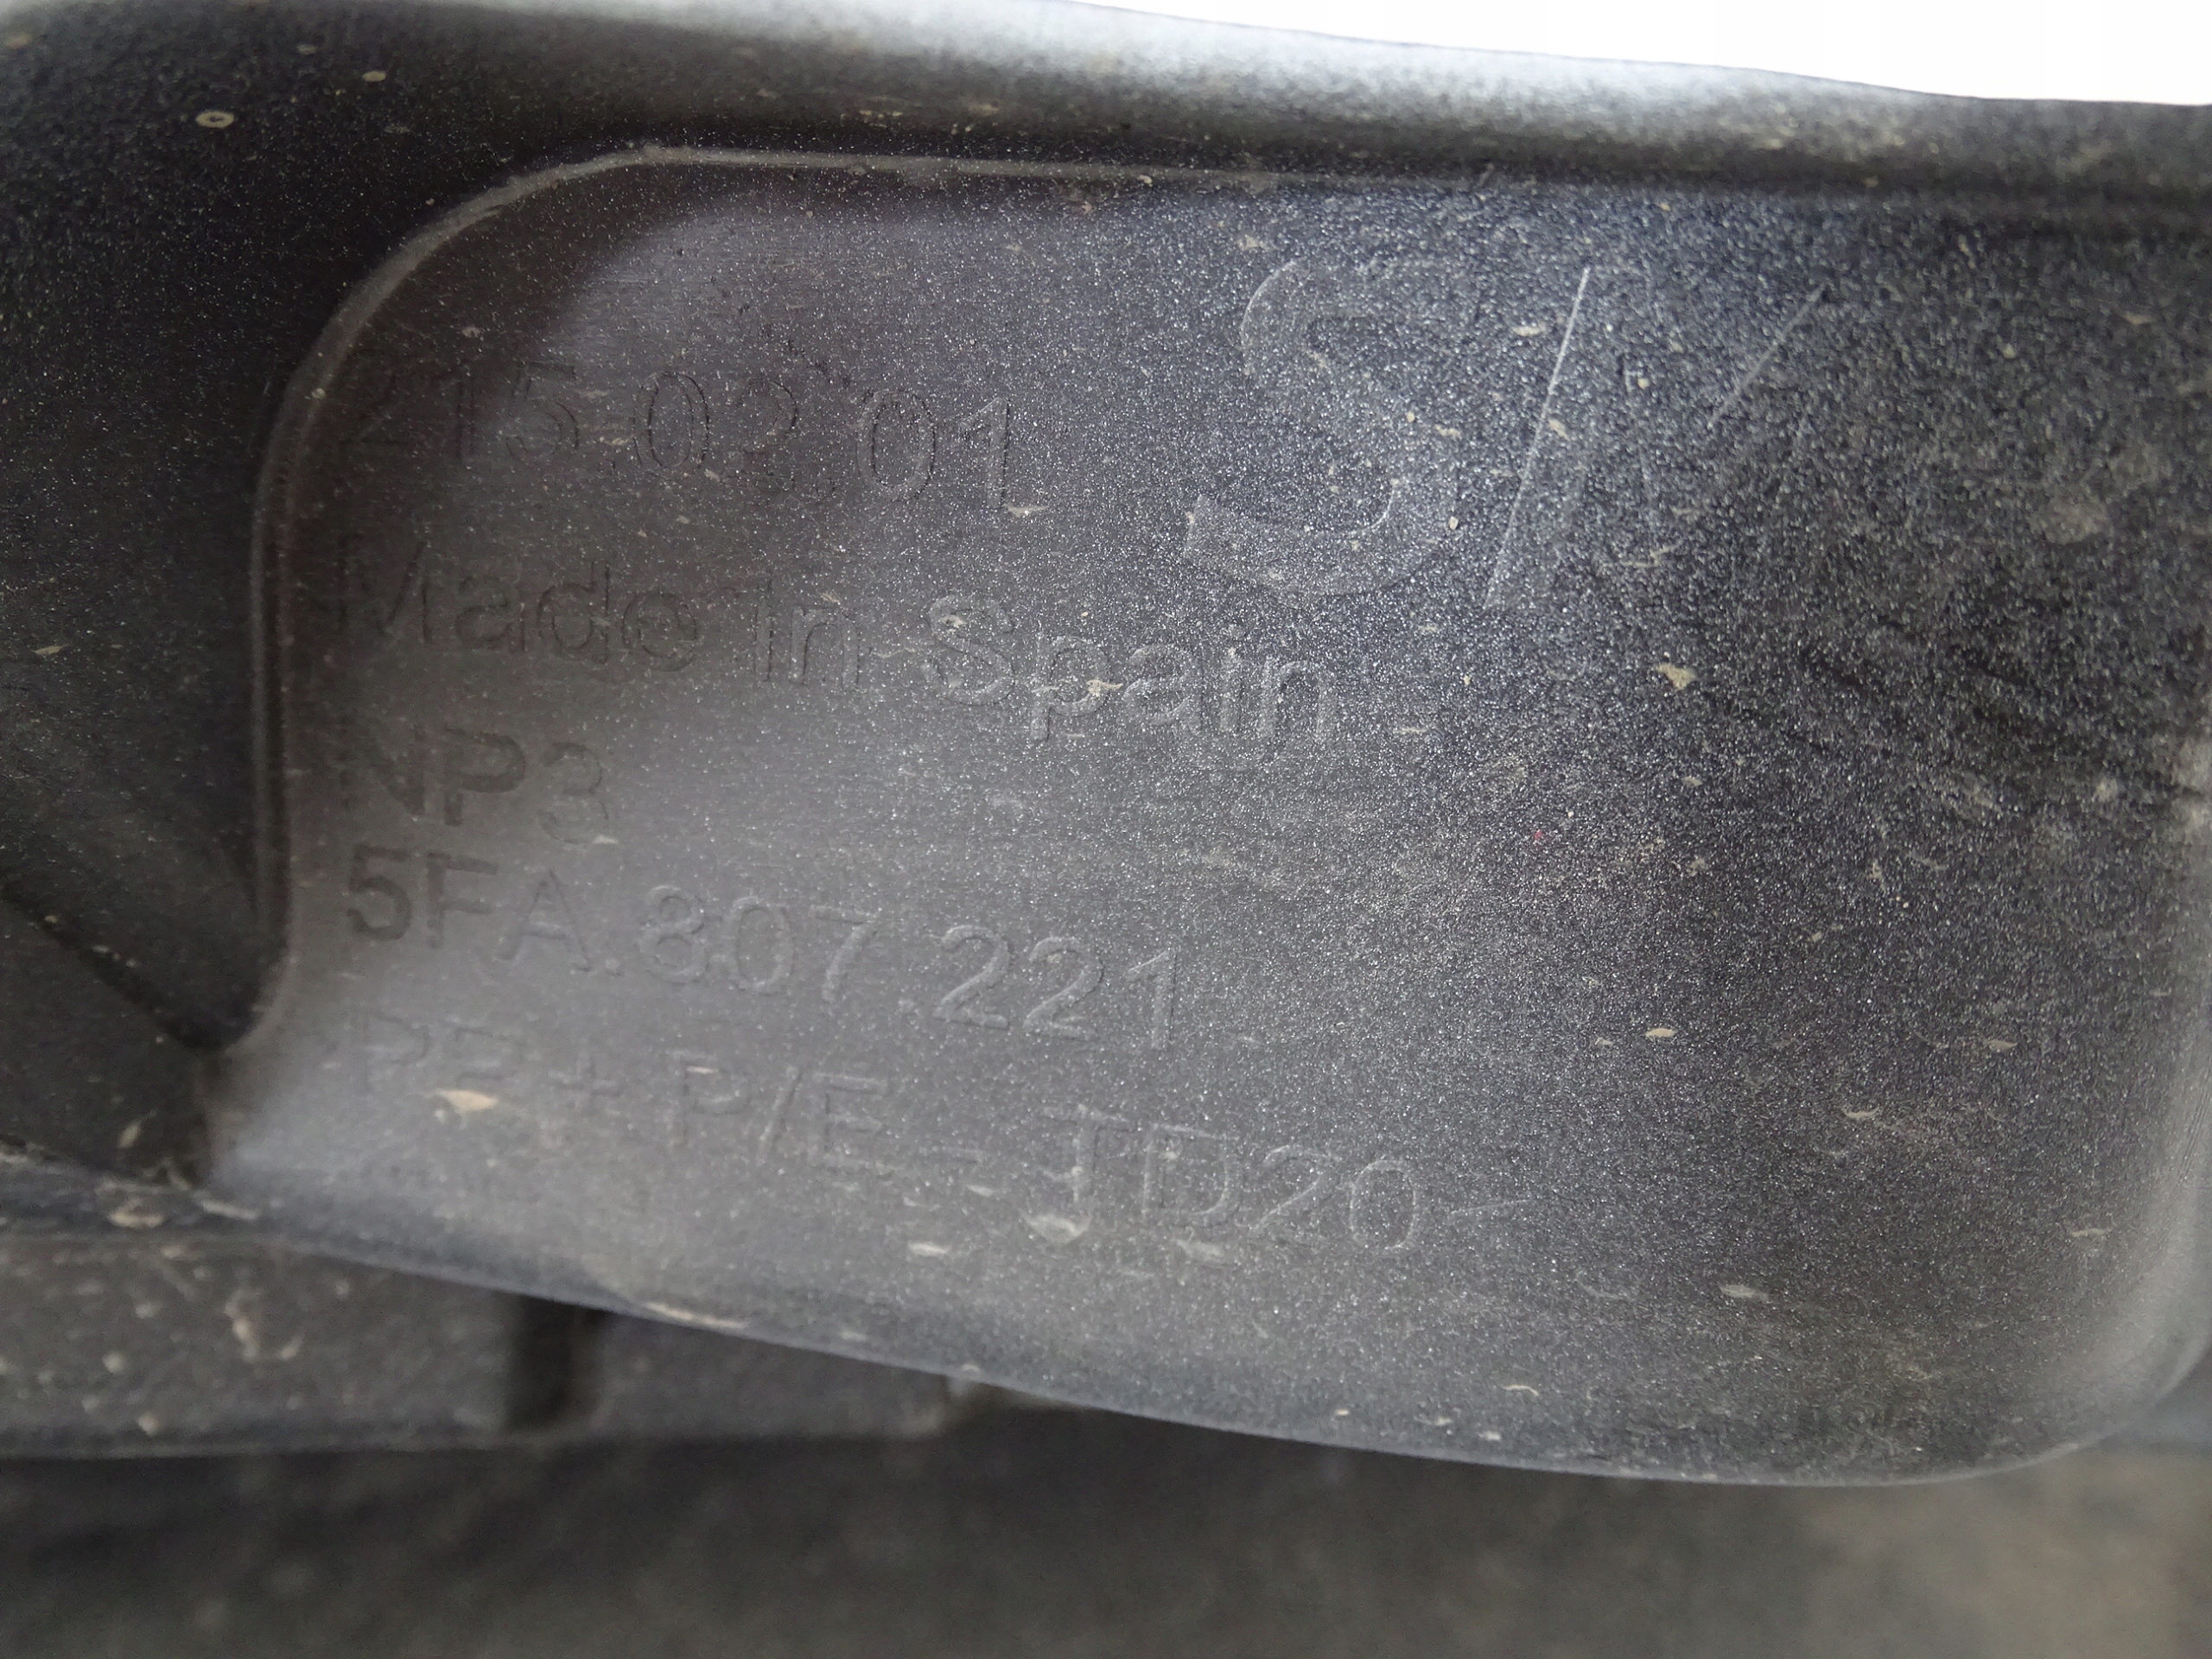 215.02.01
Made In Spain
NP3
5FA.807.221
PP + P/E - TD20